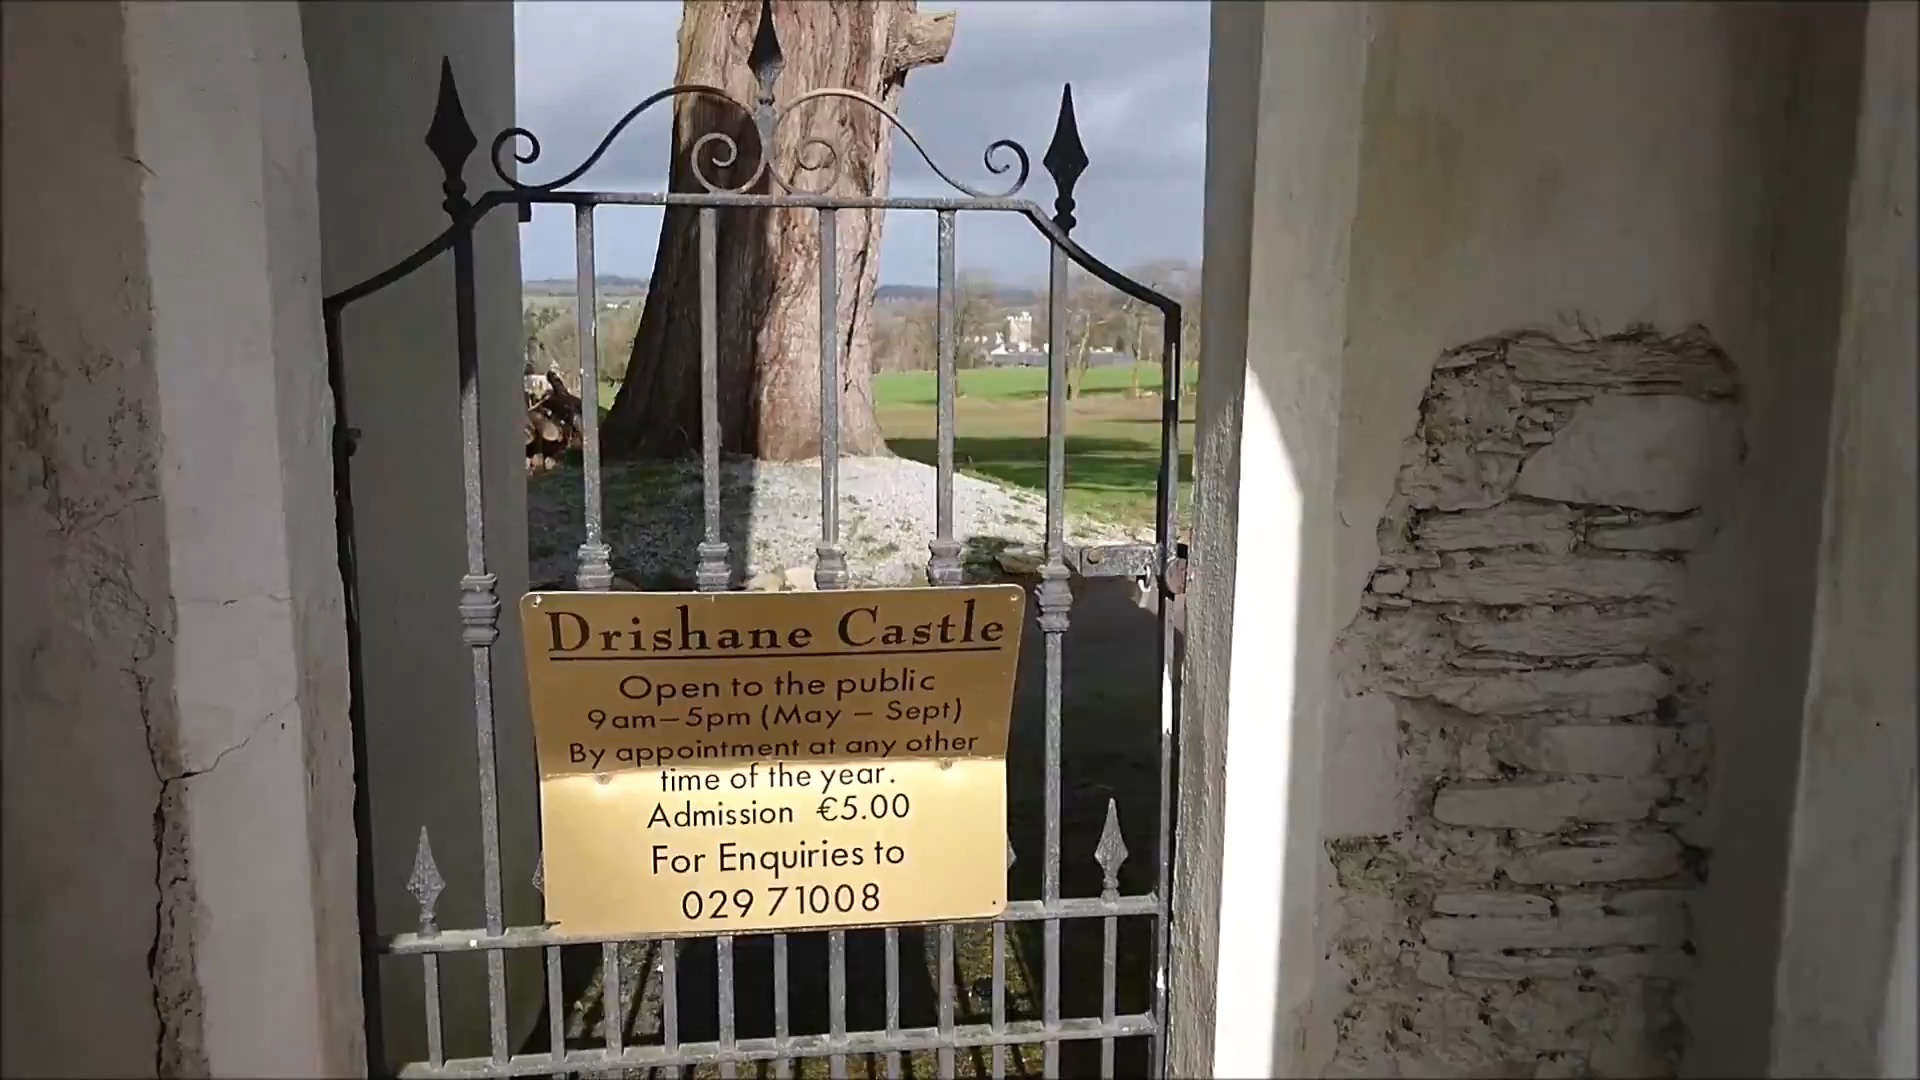 Drishane Castle
Open to the public
9am–5pm (May – Sept)
By appointment at any other
time of the year.
Admission €5.00
For Enquiries to
029 71008